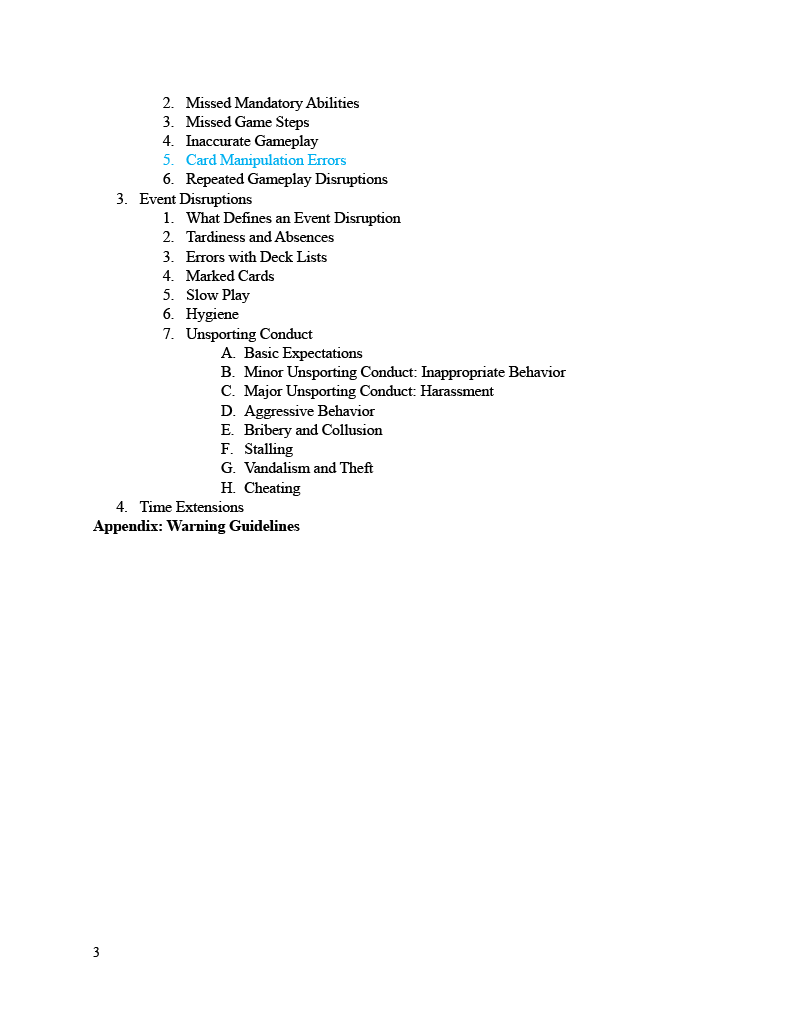 2. Missed Mandatory Abilities
3. Missed Game Steps
4. Inaccurate Gameplay
5. Card Manipulation Errors
6. Repeated Gameplay Disruptions
3. Event Disruptions
1. What Defines an Event Disruption
2. Tardiness and Absences
3. Errors with Deck Lists
4. Marked Cards
5. Slow Play
6. Hygiene
7. Unsporting Conduct
A. Basic Expectations
B. Minor Unsporting Conduct: Inappropriate Behavior
C. Major Unsporting Conduct: Harassment
D. Aggressive Behavior
E. Bribery and Collusion
F. Stalling
G. Vandalism and Theft
H. Cheating
4. Time Extensions
Appendix: Warning Guidelines
3